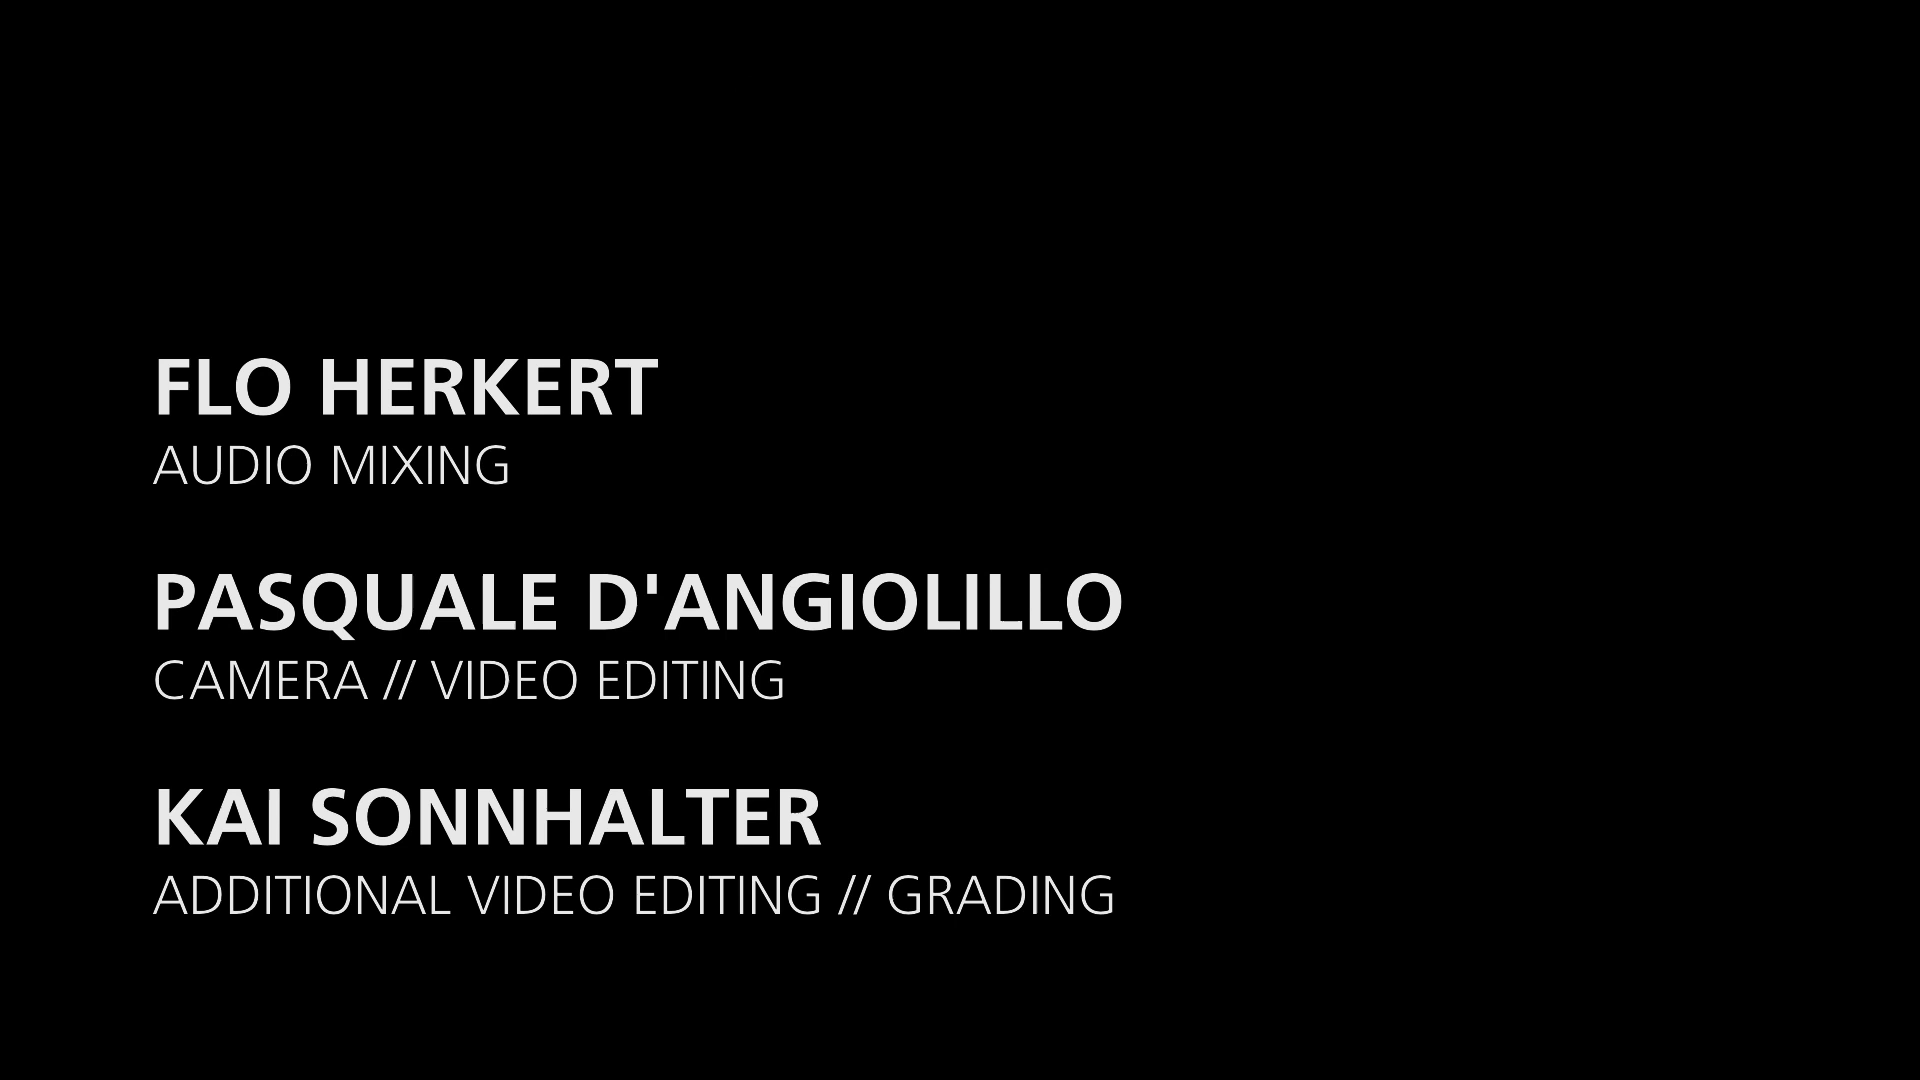 FLO HERKERT
AUDIO MIXING
PASQUALE D'ANGIOLILLO
CAMERA // VIDEO EDITING
KAI SONNHALTER
ADDITIONAL VIDEO EDITING // GRADING